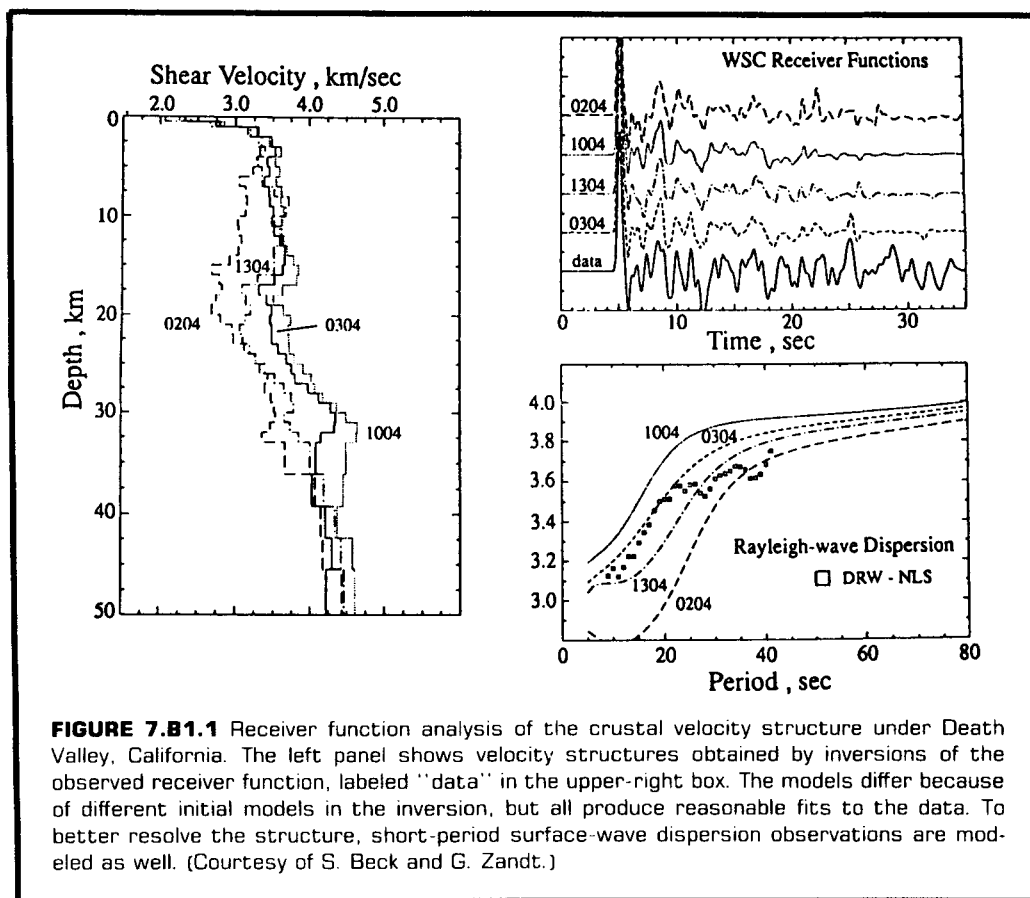 Shear Velocity , km/sec
2.0 3.0 4.0 5.0
0
10
20
30
40
50
Depth , km
1304
0204
0304
1004
WSC Receiver Functions
0204
1004
1304
0304
data
0 10 20 30
Time , sec
4.0
3.8
3.6
3.4
3.2
3.0
1004
0304
1304
0204
Rayleigh-wave Dispersion
DRW - NLS
0 20 40 60 80
Period , sec
FIGURE 7.B1.1 Receiver function analysis of the crustal velocity structure under Death
Valley, California. The left panel shows velocity structures obtained by inversions of the
observed receiver function, labeled "data" in the upper-right box. The models differ because
of different initial models in the inversion, but all produce reasonable fits to the data. To
better resolve the structure, short-period surface-wave dispersion observations are mod-
eled as well. (Courtesy of S. Beck and G. Zandt.)